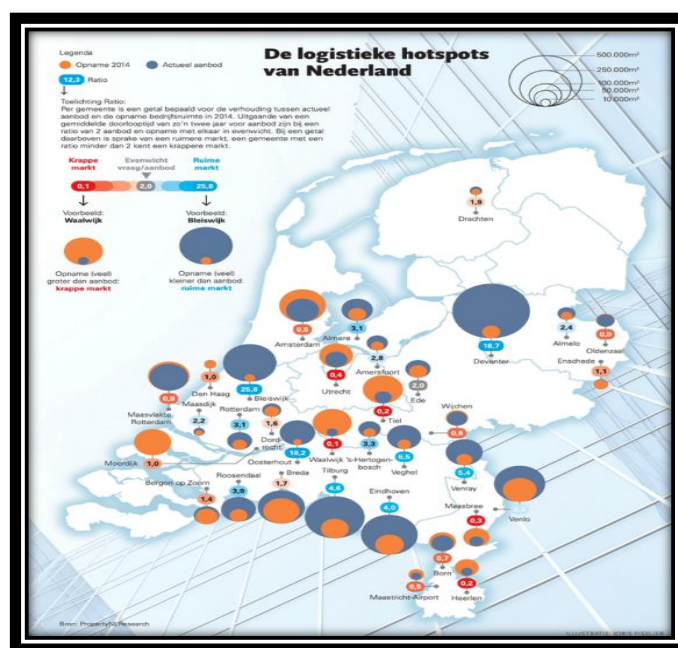 De logistieke hotspots
van Nederland
Legenda
Opname 2014
Actueel aanbod
12,3 Ratio
Toelichting Ratio:
Per gemeente is een getal bepaald voor de verhouding tussen actueel
aanbod en de opname bedrijfsruimte in 2014. Uitgaande van een
gemiddelde doorlooptijd van zo'n twee jaar voor aanbod zijn bij een
ratio van 2 aanbod en opname met elkaar in evenwicht. Bij een getal
daarboven is sprake van een ruimere markt, een gemeente met een
ratio minder dan 2 kent een krappere markt.
Krappe
markt
Evenwicht
vraag/aanbod
Ruime
markt
0,1
2,0
25,8
Voorbeeld:
Waalwijk
Voorbeeld:
Bleiswijk
Opname (veel)
groter dan aanbod:
krappe markt
Opname (veel)
kleiner dan aanbod:
ruime markt
500.000m²
250.000m²
100.000m²
50.000m²
10.000m²
1,9
Drachten
Amsterdam
3,1
Almere
2,8
Amersfoort
0,4
Utrecht
2,0
Ede
18,7
Deventer
2,4
Almelo
0,9
Oldenzaal
Enschede
1,1
1,0
Den Haag
25,8
Bleiswijk
0,9
Maasvlakte-
Rotterdam
Maasdijk
2,2
Rotterdam
3,1
Dord-
recht
1,6
0,2
Tiel
Wijchen
0,8
Moordijk
1,0
Oosterhout
18,2
0,1
Waalwijk
3,3
's-Hertogen-
bosch
Veghel
5,4
Venray
Bergen op Zoom
1,4
Roosendaal
3,9
Breda
1,7
Tilburg
4,6
Eindhoven
4,0
Maasbree
0,3
Venlo
0,7
Born
Maastricht-Airport
0,2
Heerlen
Bron: PropertyNL Research